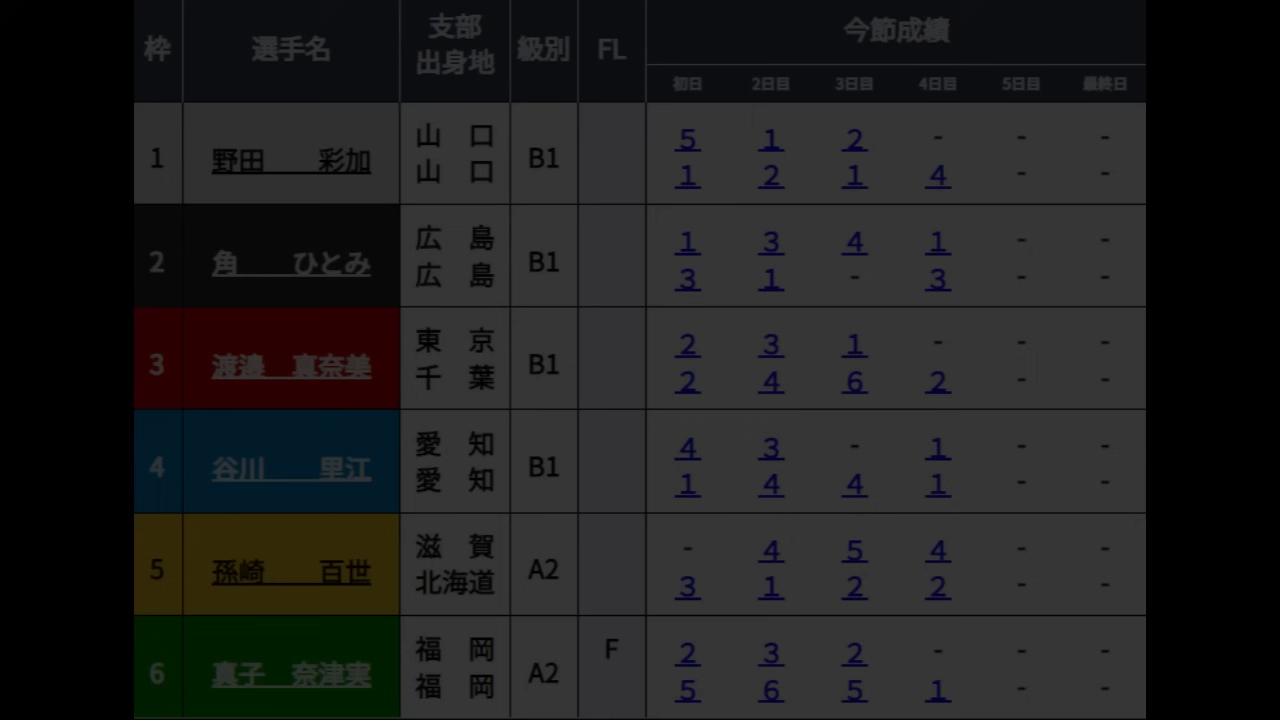 枠 選手名 支部 級別 FL 今節成績
出身地
初日 2日目 3日目 4日目 5日目 最終日
1 野田 彩加 山 口 B1 5 1 2 - - -
山 口 1 2 1 4 - -
2 角 ひとみ 広 島 B1 1 3 4 1 - -
広 島 3 1 - 3 - -
3 渡邉 真奈美 東 京 B1 2 3 1 - - -
千 葉 2 4 6 2 - -
4 谷川 里江 愛 知 B1 4 3 - 1 - -
愛 知 1 4 4 1 - -
5 孫崎 百世 滋 賀 A2 - 4 5 4 - -
北海道 3 1 2 2 - -
6 真子 奈津実 福 岡 A2 F 2 3 2 - - -
福 岡 5 6 5 1 - -